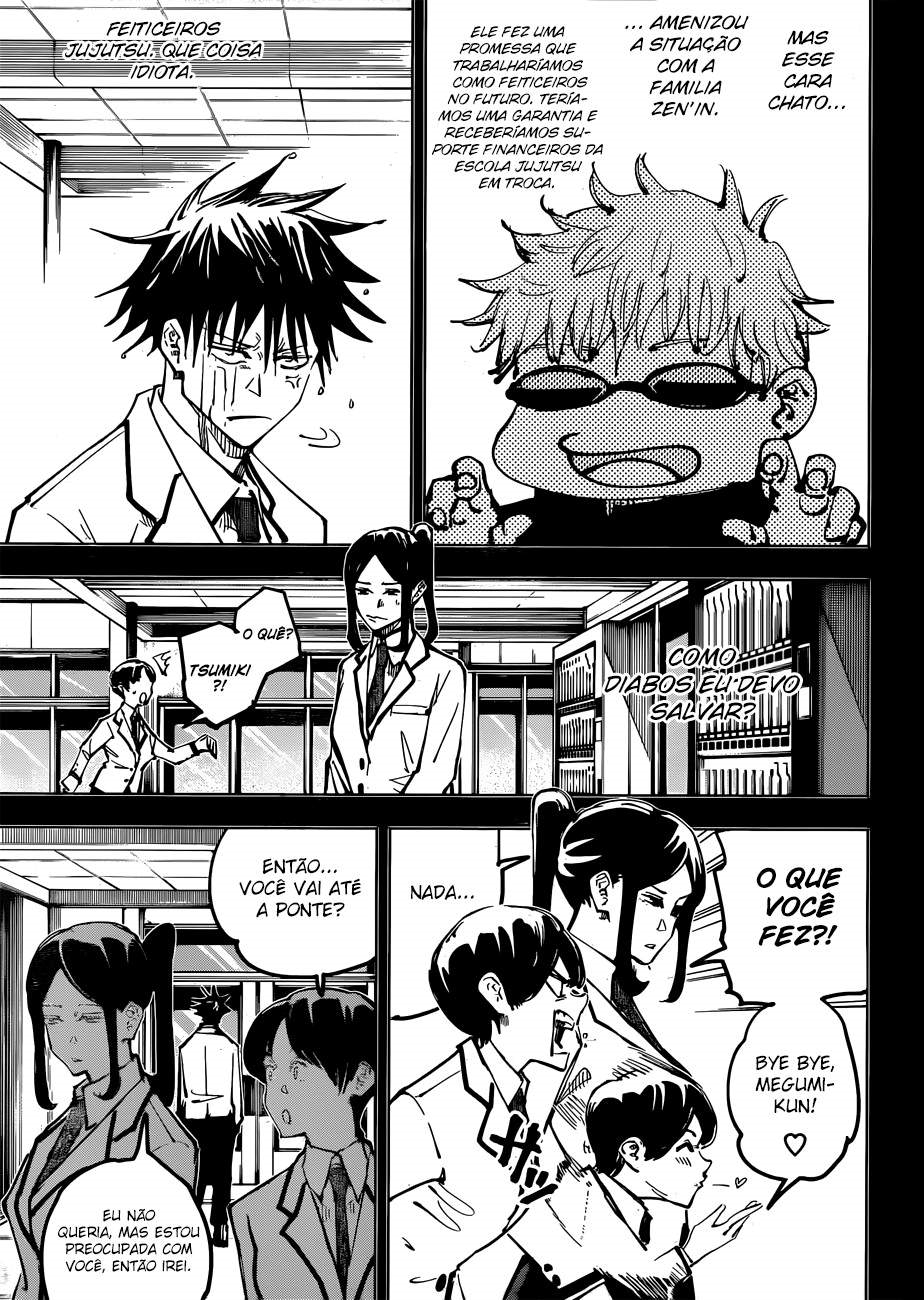 MAS
ESSE
CARA
CHATO...
... AMENIZOU
A SITUAÇÃO
COM A
FAMILIA
ZEN'IN.
ELE FEZ UMA
PROMESSA QUE
TRABALHARÍAMOS
COMO FEITICEIROS
NO FUTURO. TERÍA-
MOS UMA GARANTIA E
RECEBERÍAMOS SU-
PORTE FINANCEIROS DA
ESCOLA JUJUTSU
EM TROCA.
FEITICEIROS
JUJUTSU. QUE COISA
IDIOTA.
COMO
DIABOS EU DEVO
SALVAR?
O QUÊ?
TSUMIKI
?!
O QUE
VOCÊ
FEZ?!
NADA...
BYE BYE,
MEGUMI-
KUN!
♡
ENTÃO...
VOCÊ VAI ATÉ
A PONTE?
EU NÃO
QUERIA, MAS ESTOU
PREOCUPADA COM
VOCÊ, ENTÃO IREI.